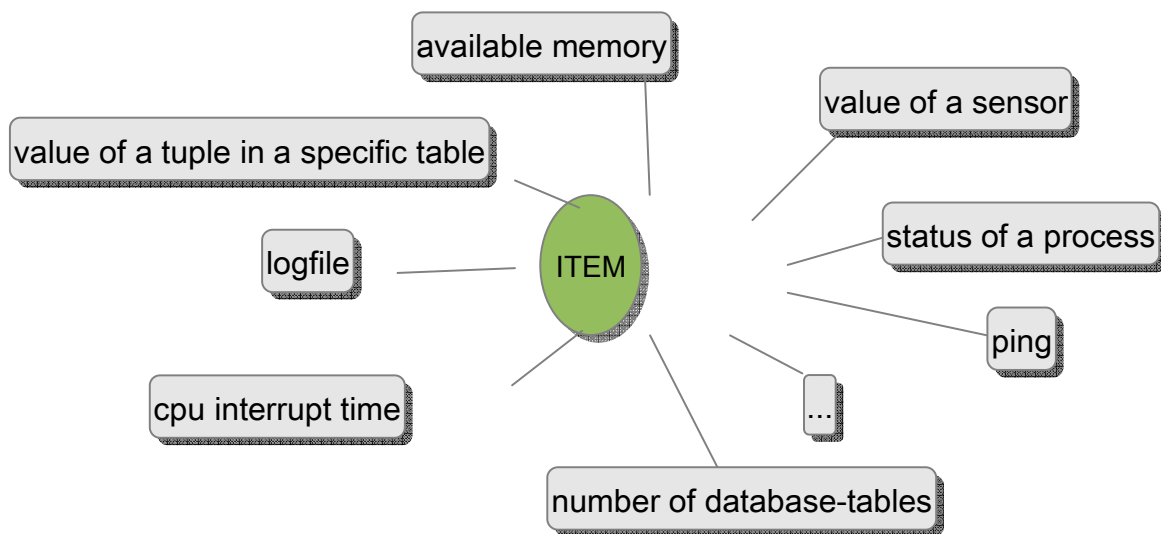 available memory
value of a sensor
value of a tuple in a specific table
status of a process
logfile
ITEM
ping
cpu interrupt time
...
number of database-tables